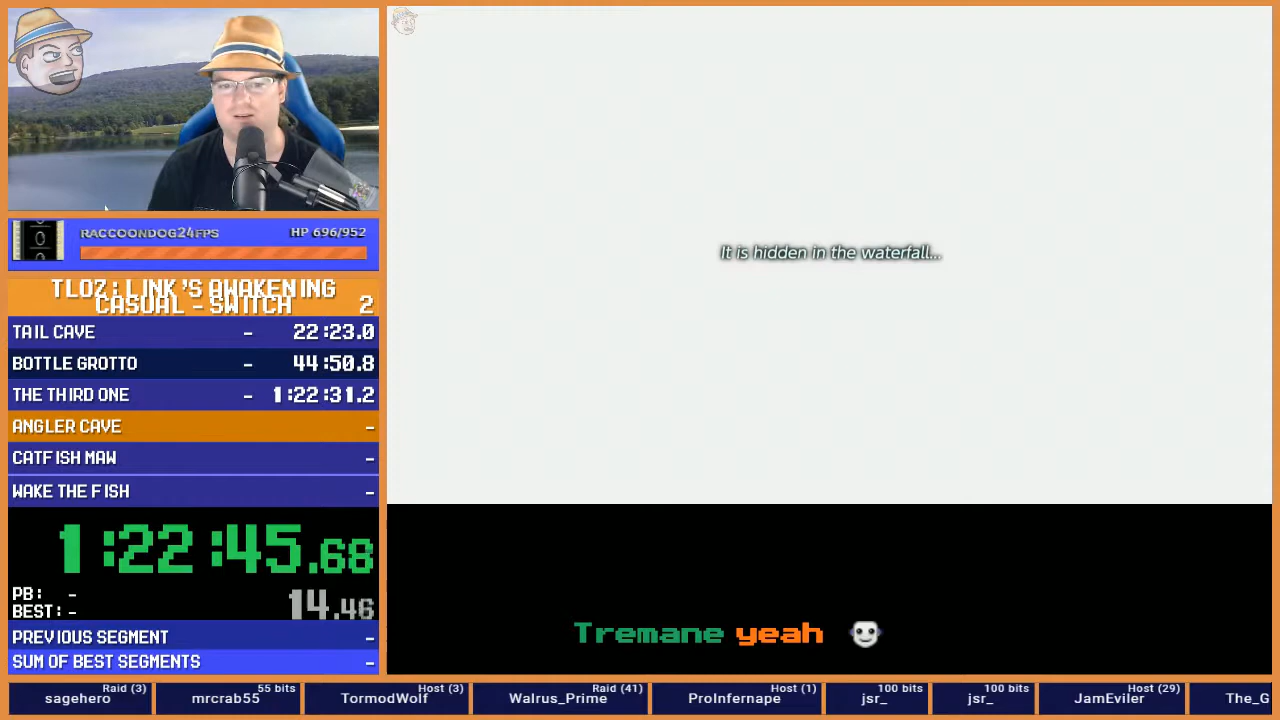 It is hidden in the waterfall...
RACCOONDOG24FPS HP 696/952
0
TLOZ: LINK'S AWAKENING
CASUAL - SWITCH 2
TAIL CAVE - 22:23.0
BOTTLE GROTTO - 44:50.8
THE THIRD ONE - 1:22:31.2
ANGLER CAVE -
CATFISH MAW -
WAKE THE FISH -
1:22:45.68
PB: -
BEST: - 14.46
PREVIOUS SEGMENT -
SUM OF BEST SEGMENTS -
Tremane yeah
Raid (3) 55 bits Host (3) Raid (41) Host (1) 100 bits 100 bits Host (29)
sagehero mrcrab55 TormodWolf Walrus_Prime ProInfernape jsr_ jsr_ JamEviler The_G